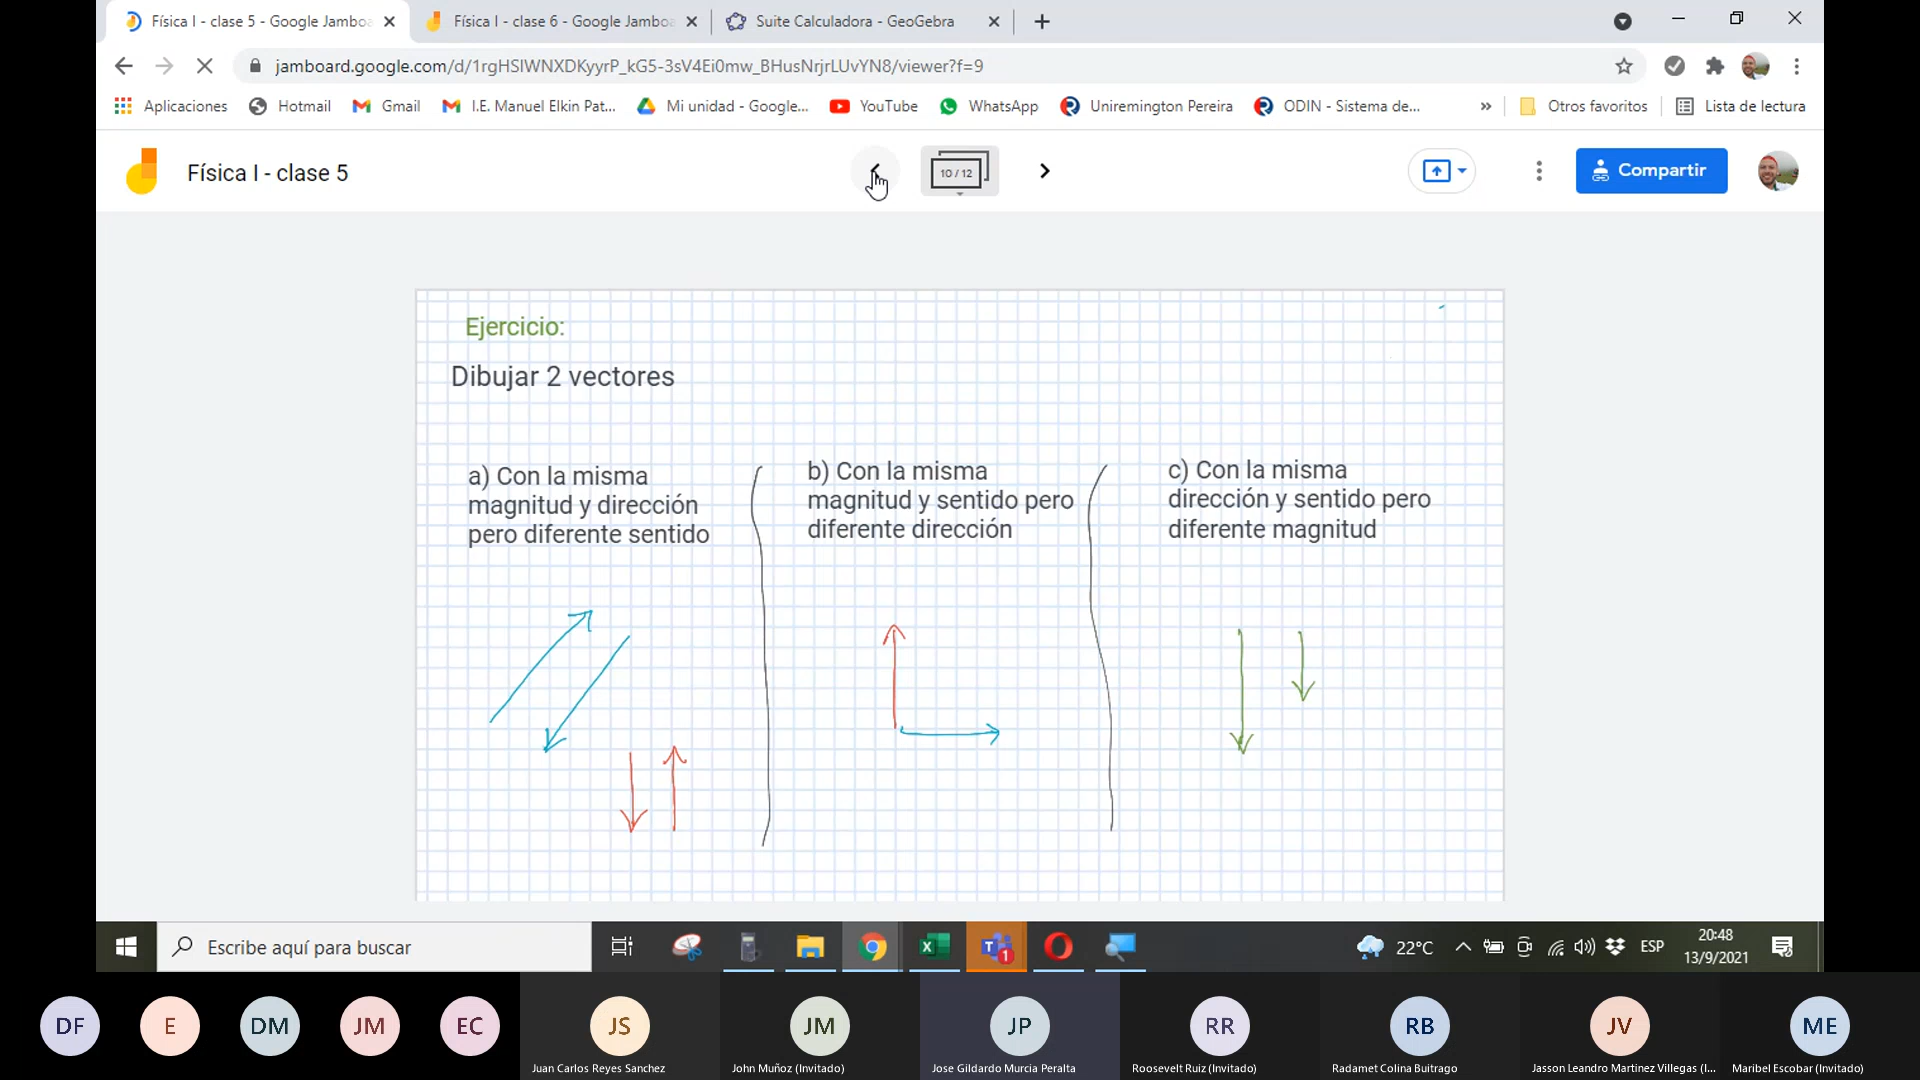 Física I - clase 5 - Google Jamboa
Física I - clase 6 - Google Jamboa
Suite Calculadora - GeoGebra
jamboard.google.com/d/1rgHSIWNXDKyyrP_kG5-3sV4Ei0mw_BHusNrjrLUvYN8/viewer?f=9
Aplicaciones
Hotmail
Gmail
I.E. Manuel Elkin Pat...
Mi unidad - Google...
YouTube
WhatsApp
Uniremington Pereira
ODIN - Sistema de...
»
Otros favoritos
Lista de lectura
Física I - clase 5
10 / 12
Compartir
Ejercicio:
Dibujar 2 vectores
a) Con la misma
magnitud y dirección
pero diferente sentido
b) Con la misma
magnitud y sentido pero
diferente dirección
c) Con la misma
dirección y sentido pero
diferente magnitud
Escribe aquí para buscar
1
22°C
ESP
20:48
13/9/2021
DF
E
DM
JM
EC
JS
JM
JP
RR
RB
JV
ME
Juan Carlos Reyes Sanchez
John Muñoz (Invitado)
Jose Gildardo Murcia Peralta
Roosevelt Ruiz (Invitado)
Radamet Colina Buitrago
Jasson Leandro Martinez Villegas (I...
Maribel Escobar (Invitado)